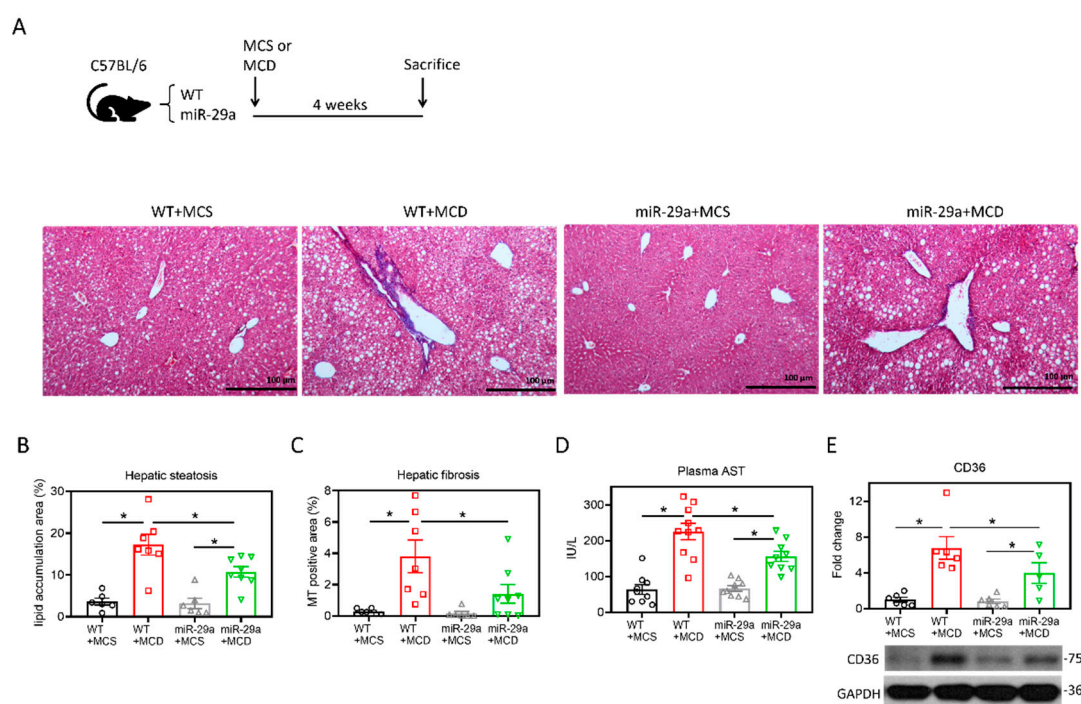 A
C57BL/6
WT
miR-29a
MCS or
MCD
4 weeks
Sacrifice
WT+MCS
WT+MCD
miR-29a+MCS
miR-29a+MCD
100 µm
100 µm
100 µm
100 µm
B
Hepatic steatosis
lipid accumulation area (%)
30
20
10
0
*
*
*
WT
+MCS
WT
+MCD
miR-29a
+MCS
miR-29a
+MCD
C
Hepatic fibrosis
MT positive area (%)
8
6
4
2
0
*
*
WT
+MCS
WT
+MCD
miR-29a
+MCS
miR-29a
+MCD
D
Plasma AST
IU/L
300
200
100
0
*
*
*
WT
+MCS
WT
+MCD
miR-29a
+MCS
miR-29a
+MCD
E
CD36
Fold change
12
8
4
0
*
*
*
WT
+MCS
WT
+MCD
miR-29a
+MCS
miR-29a
+MCD
CD36
-75
GAPDH
-36